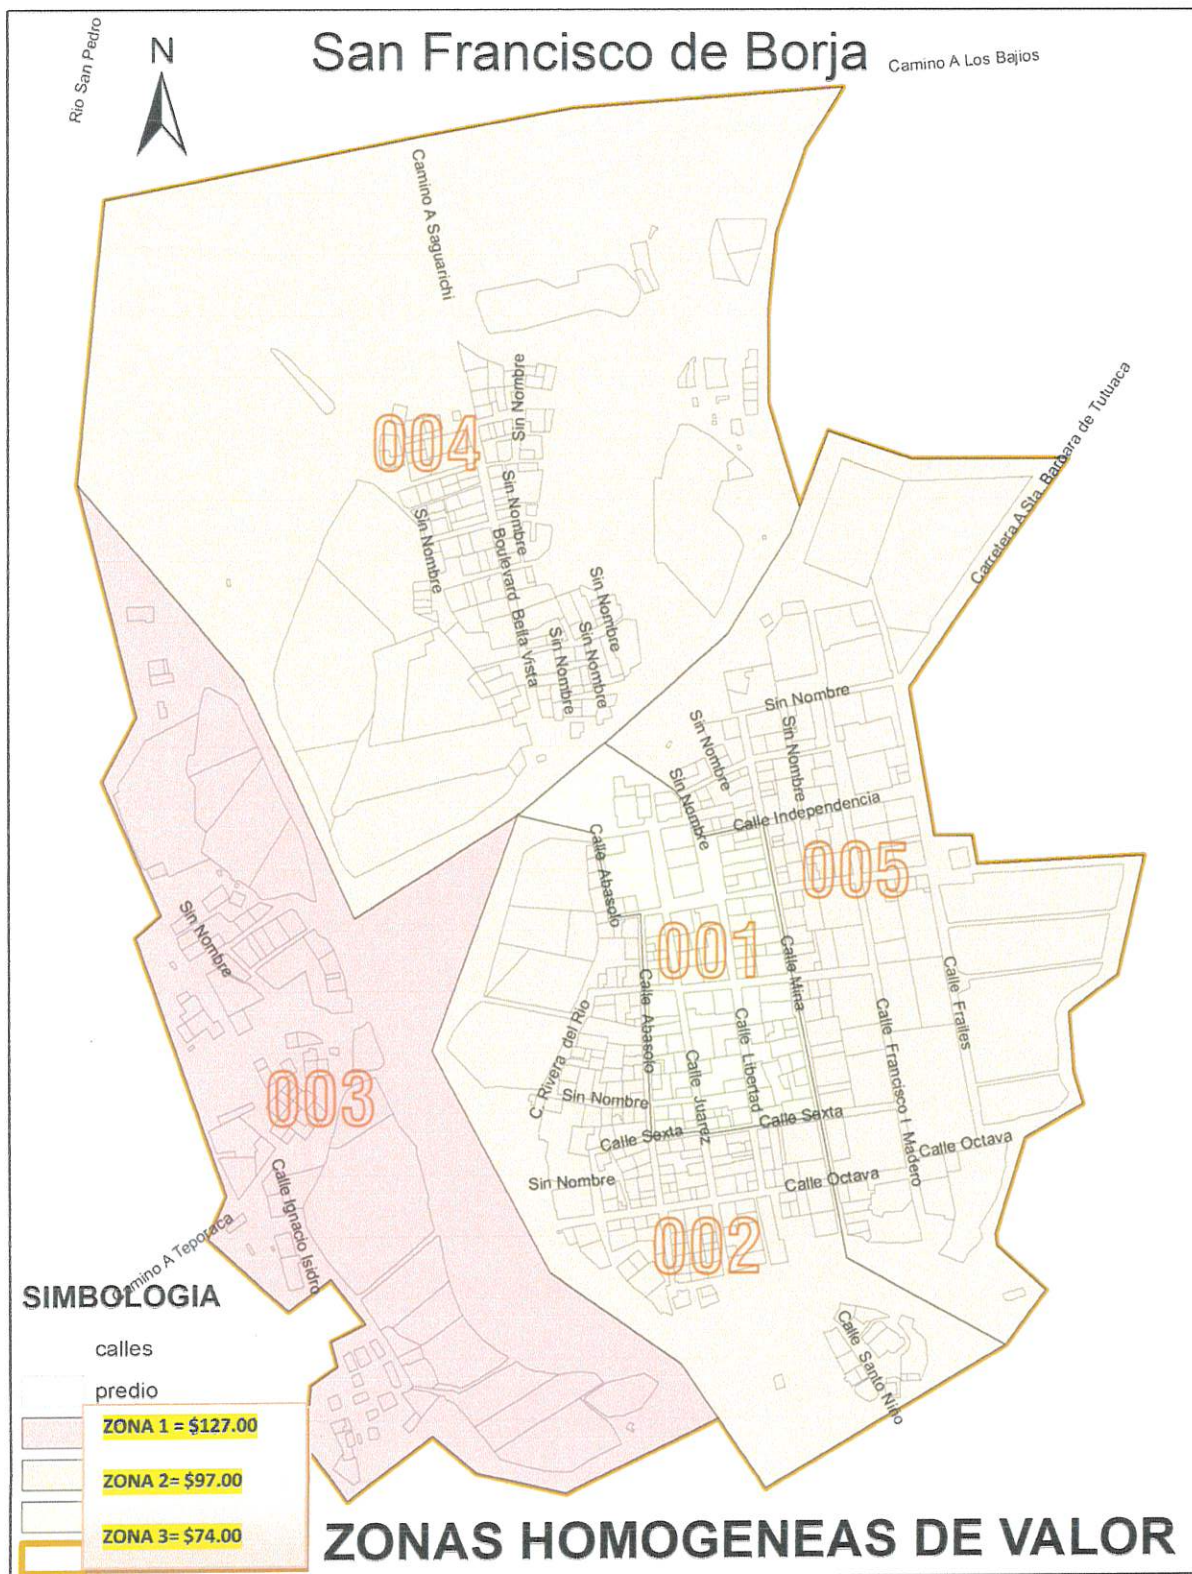 San Francisco de Borja
N
Rio San Pedro
Camino A Los Bajios
Camino A Saguarichi
Sin Nombre
004
Sin Nombre
Sin Nombre
Boulevard Bella Vista
Sin Nombre
Sin Nombre
Sin Nombre
Carretera A Sta. Barbara de Tutuaca
Sin Nombre
Sin Nombre
Sin Nombre
Sin Nombre
Calle Independencia
Calle Abasolo
005
001
Sin Nombre
Calle Mina
Calle Abasolo
C. Rivera del Rio
Calle Libertad
Calle Frailes
Calle Francisco I Madero
Calle Juarez
003
Sin Nombre
Calle Sexta
Calle Sexta
Calle Octava
Calle Octava
Sin Nombre
002
Calle Ignacio Isidro
Camino A Teporaca
Calle Santo Niño
SIMBOLOGIA
calles
predio
ZONA 1 = $127.00
ZONA 2= $97.00
ZONA 3= $74.00
ZONAS HOMOGENEAS DE VALOR